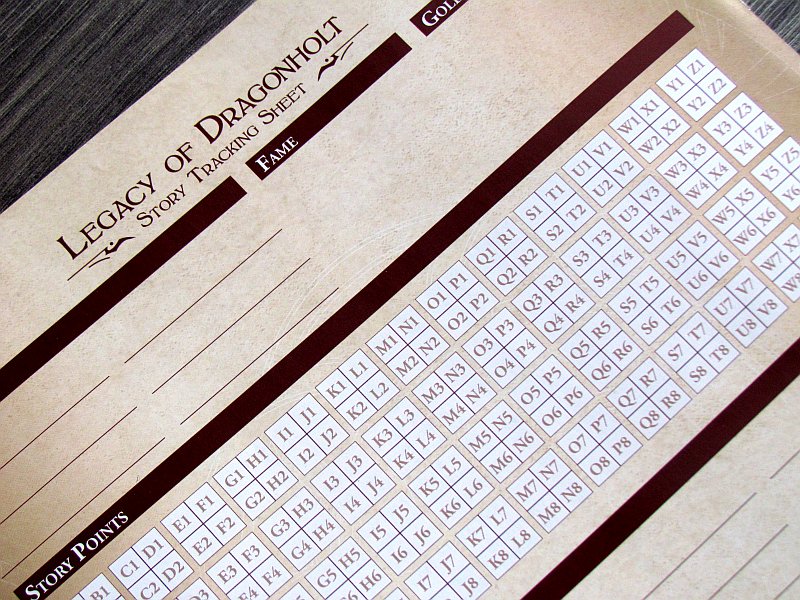 LEGACY OF DRAGONHOLT
STORY TRACKING SHEET
FAME
STORY POINTS
B1 C1 D1 E1 F1 G1 H1 I1 J1 K1 L1 M1 N1 O1 P1 Q1 R1 S1 T1 U1 V1 W1 X1 Y1 Z1
C2 D2 E2 F2 G2 H2 I2 J2 K2 L2 M2 N2 O2 P2 Q2 R2 S2 T2 U2 V2 W2 X2 Y2 Z2
E3 F3 G3 H3 I3 J3 K3 L3 M3 N3 O3 P3 Q3 R3 S3 T3 U3 V3 W3 X3 Y3 Z3
E4 F4 G4 H4 I4 J4 K4 L4 M4 N4 O4 P4 Q4 R4 S4 T4 U4 V4 W4 X4 Y4 Z4
G5 H5 I5 J5 K5 L5 M5 N5 O5 P5 Q5 R5 S5 T5 U5 V5 W5 X5 Y5 Z5
H6 I6 J6 K6 L6 M6 N6 O6 P6 Q6 R6 S6 T6 U6 V6 W6 X6
I7 J7 K7 L7 M7 N7 O7 P7 Q7 R7 S7 T7 U7 V7 W7
J8 K8 L8 M8 N8 O8 P8 Q8 R8 S8 T8 U8 V8